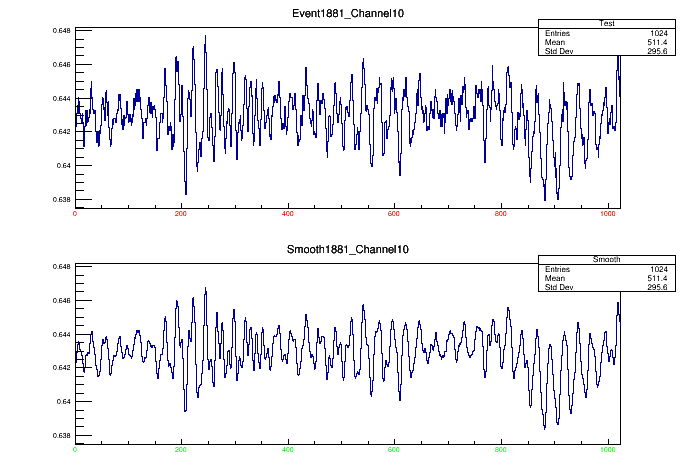 Event1881_Channel10
Test
Entries 1024
Mean 511.4
Std Dev 295.6
0.648
0.646
0.644
0.642
0.64
0.638
0 200 400 600 800 1000
Smooth1881_Channel10
Smooth
Entries 1024
Mean 511.4
Std Dev 295.6
0.648
0.646
0.644
0.642
0.64
0.638
0 200 400 600 800 1000